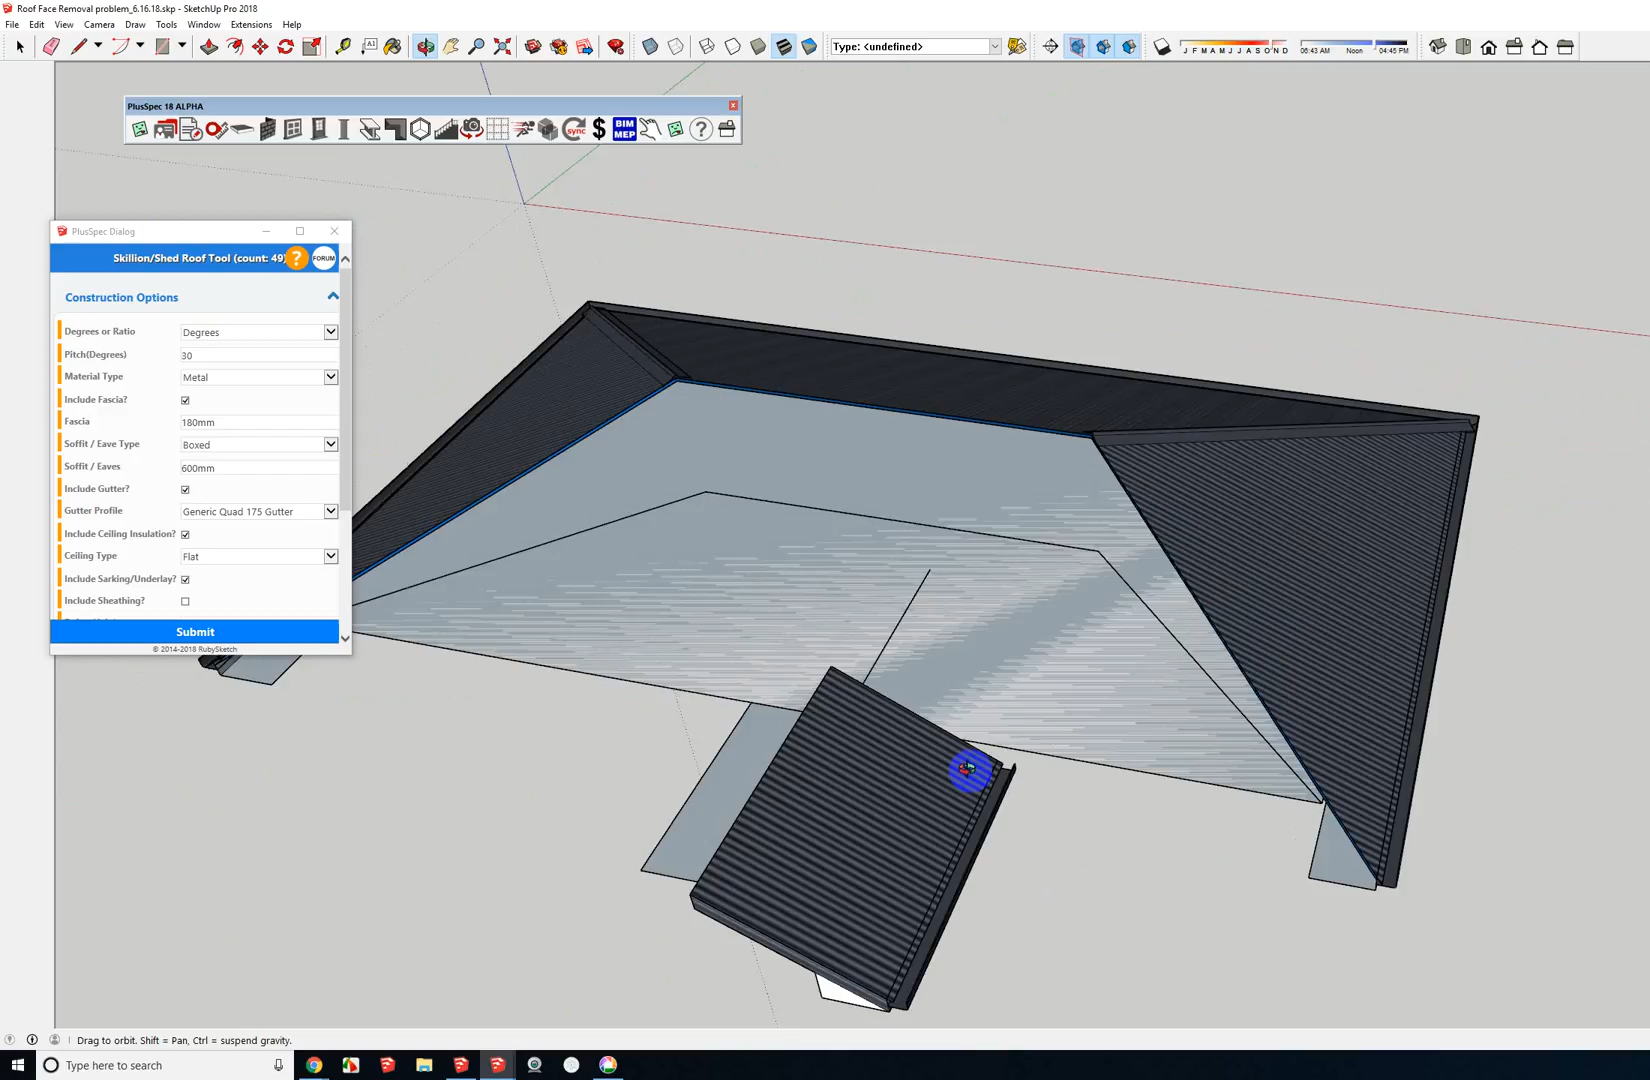 Roof Face Removal problem_6.16.18.skp - SketchUp Pro 2018
File Edit View Camera Draw Tools Window Extensions Help
Type: <undefined>
J F M A M J J A S O N D
06:43 AM Noon 04:45 PM
PlusSpec 18 ALPHA
sync $ BIM MEP ?
PlusSpec Dialog
Skillion/Shed Roof Tool (count: 49) ? FORUM
Construction Options
Degrees or Ratio Degrees
Pitch(Degrees) 30
Material Type Metal
Include Fascia?
Fascia 180mm
Soffit / Eave Type Boxed
Soffit / Eaves 600mm
Include Gutter?
Gutter Profile Generic Quad 175 Gutter
Include Ceiling Insulation?
Ceiling Type Flat
Include Sarking/Underlay?
Include Sheathing?
Submit
© 2014-2018 RubySketch
Drag to orbit. Shift = Pan, Ctrl = suspend gravity.
Type here to search